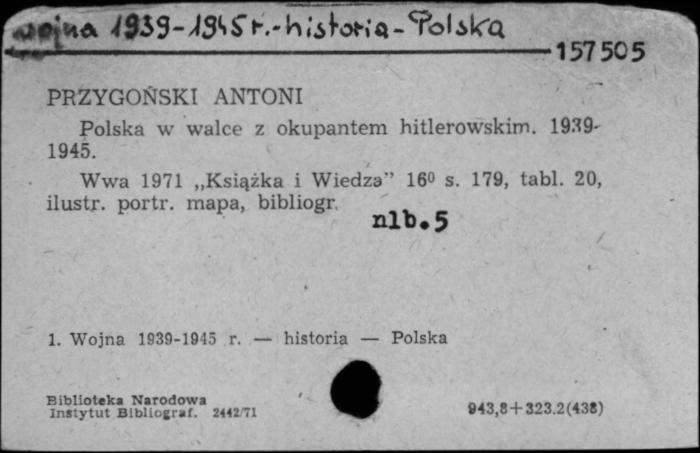 wojna 1939-1945 r.-historia-Polska
157505
PRZYGOŃSKI ANTONI
Polska w walce z okupantem hitlerowskim. 1939-
1945.
Wwa 1971 „Książka i Wiedza” 16⁰ s. 179, tabl. 20,
ilustr. portr. mapa, bibliogr.
nlb.5
1. Wojna 1939-1945 r. — historia — Polska
Biblioteka Narodowa
Instytut Bibliograf. 2442/71
943,8+323.2(438)